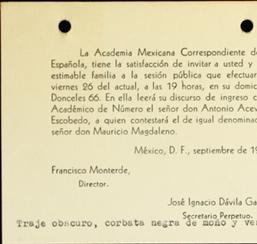 La Academia Mexicana Correspondiente de
Española, tiene la satisfacción de invitar a usted y
estimable familia a la sesión pública que efectuar
viernes 26 del actual, a las 19 horas, en su domic
Donceles 66. En ella leerá su discurso de ingreso c
Académico de Número el señor don Antonio Acev
Escobedo, a quien contestará el de igual denominac
señor don Mauricio Magdaleno.
México, D. F., septiembre de 19
Francisco Monterde,
Director.
José Ignacio Dávila Ga
Secretario Perpetuo.
Traje obscuro, corbata negra de moño y ve